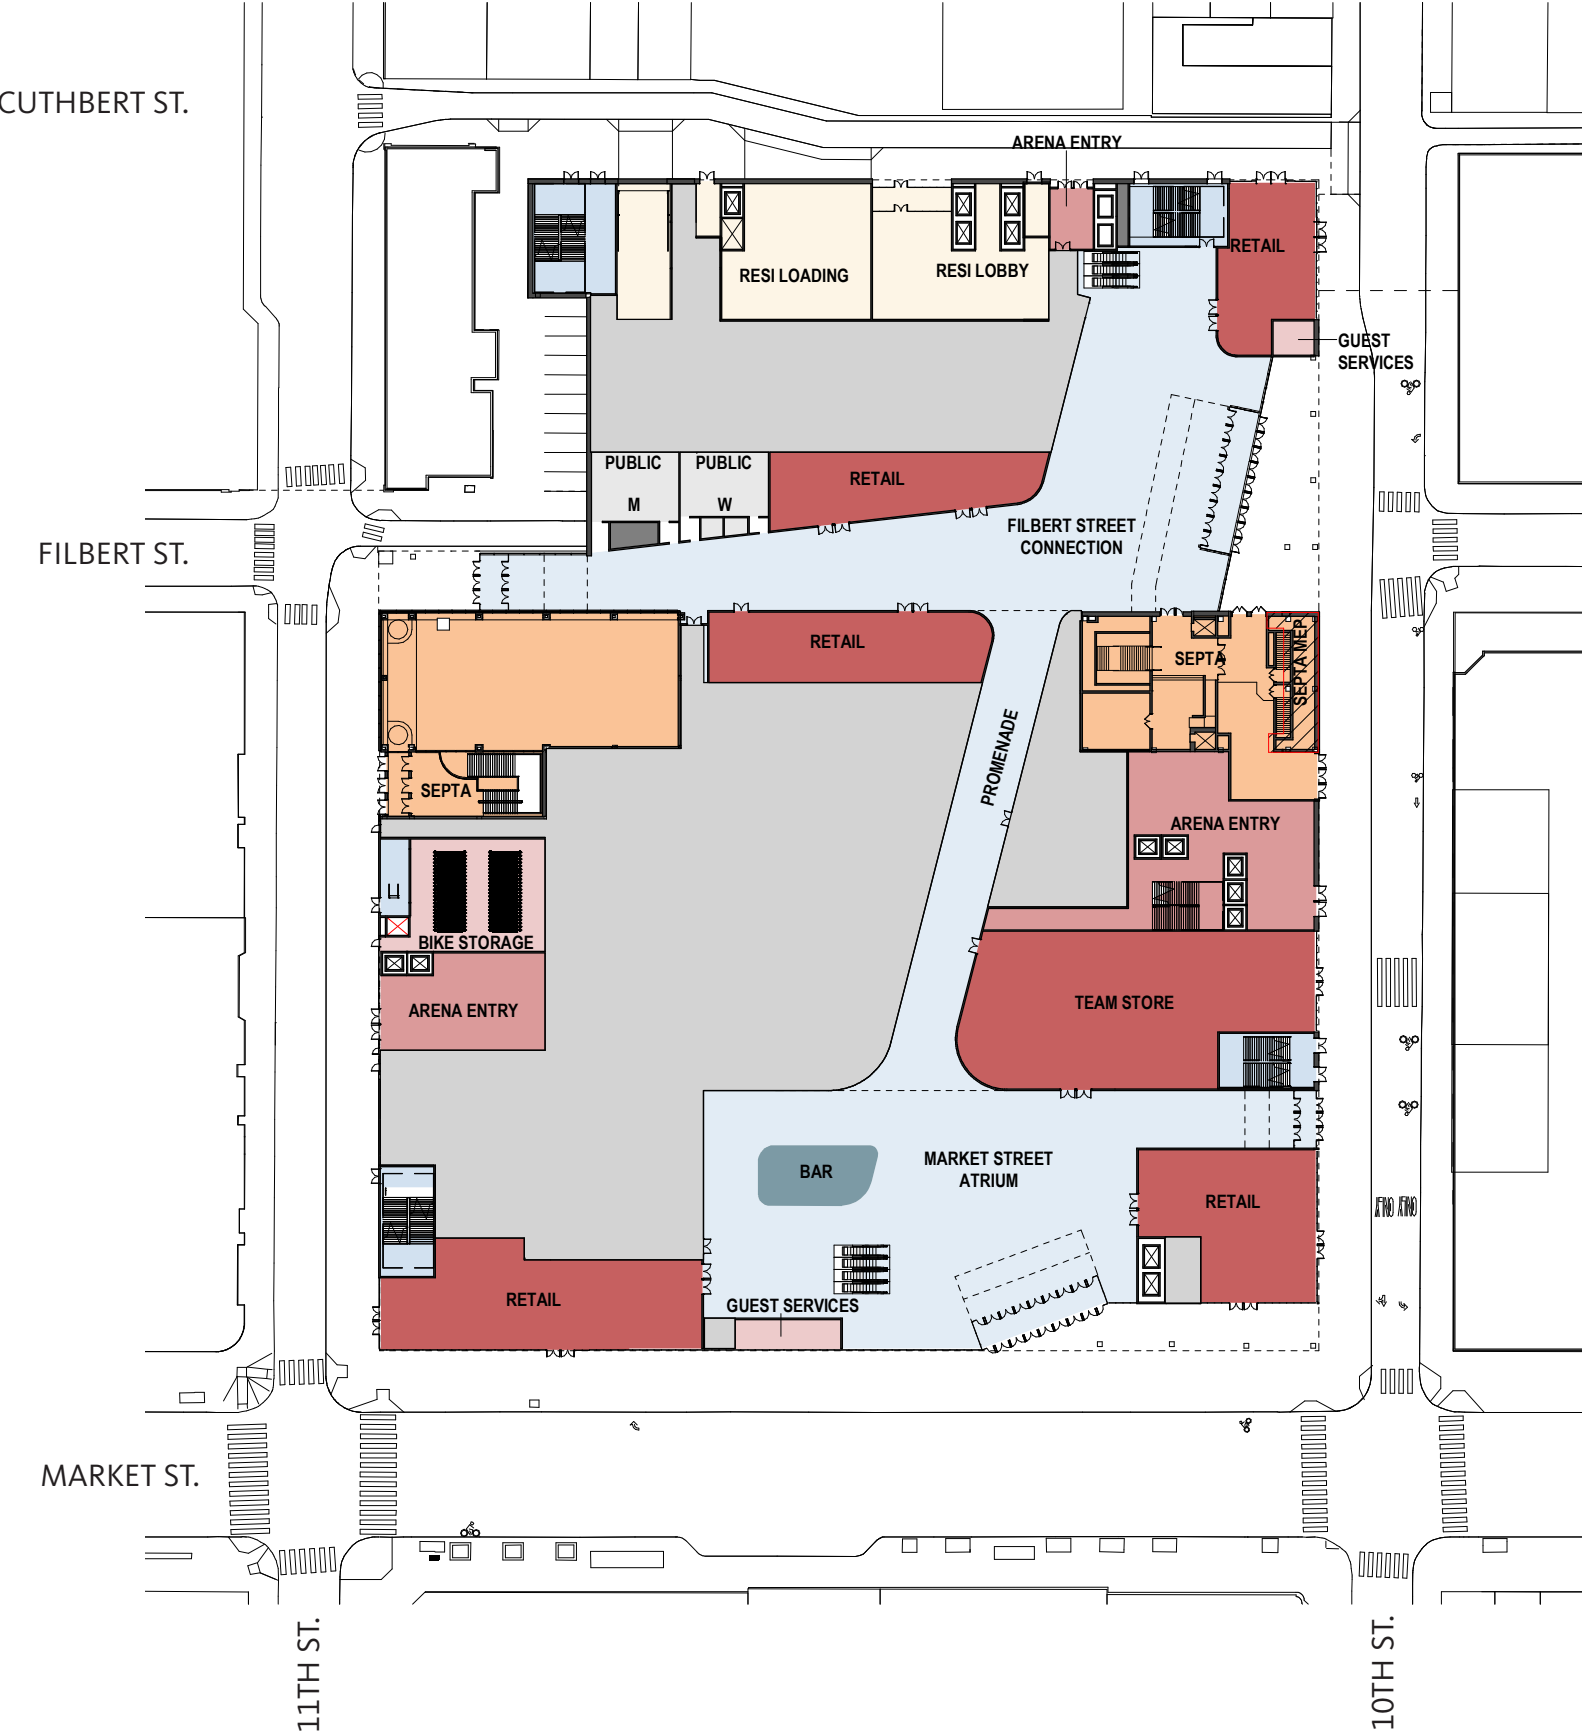 CUTHBERT ST.
ARENA ENTRY
RETAIL
RESI LOADING
RESI LOBBY
GUEST
SERVICES
PUBLIC
M
PUBLIC
W
RETAIL
FILBERT STREET
CONNECTION
FILBERT ST.
RETAIL
SEPTA
SEPTA MEP
PROMENADE
SEPTA
ARENA ENTRY
BIKE STORAGE
ARENA ENTRY
TEAM STORE
MARKET STREET
ATRIUM
BAR
RETAIL
ONLY ONLY
RETAIL
GUEST SERVICES
MARKET ST.
11TH ST.
10TH ST.